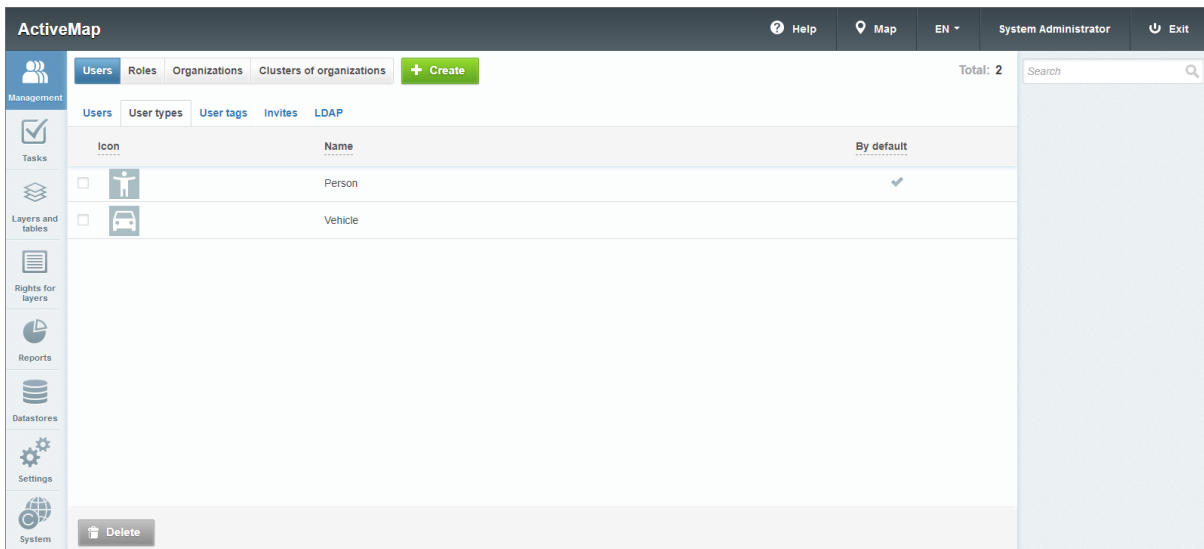 ActiveMap
Help
Map
EN
System Administrator
Exit
Management
Tasks
Layers and
tables
Rights for
layers
Reports
Datastores
Settings
System
Users
Roles
Organizations
Clusters of organizations
+ Create
Total: 2
Search
Users
User types
User tags
Invites
LDAP
Icon
Name
By default
Person
Vehicle
Delete